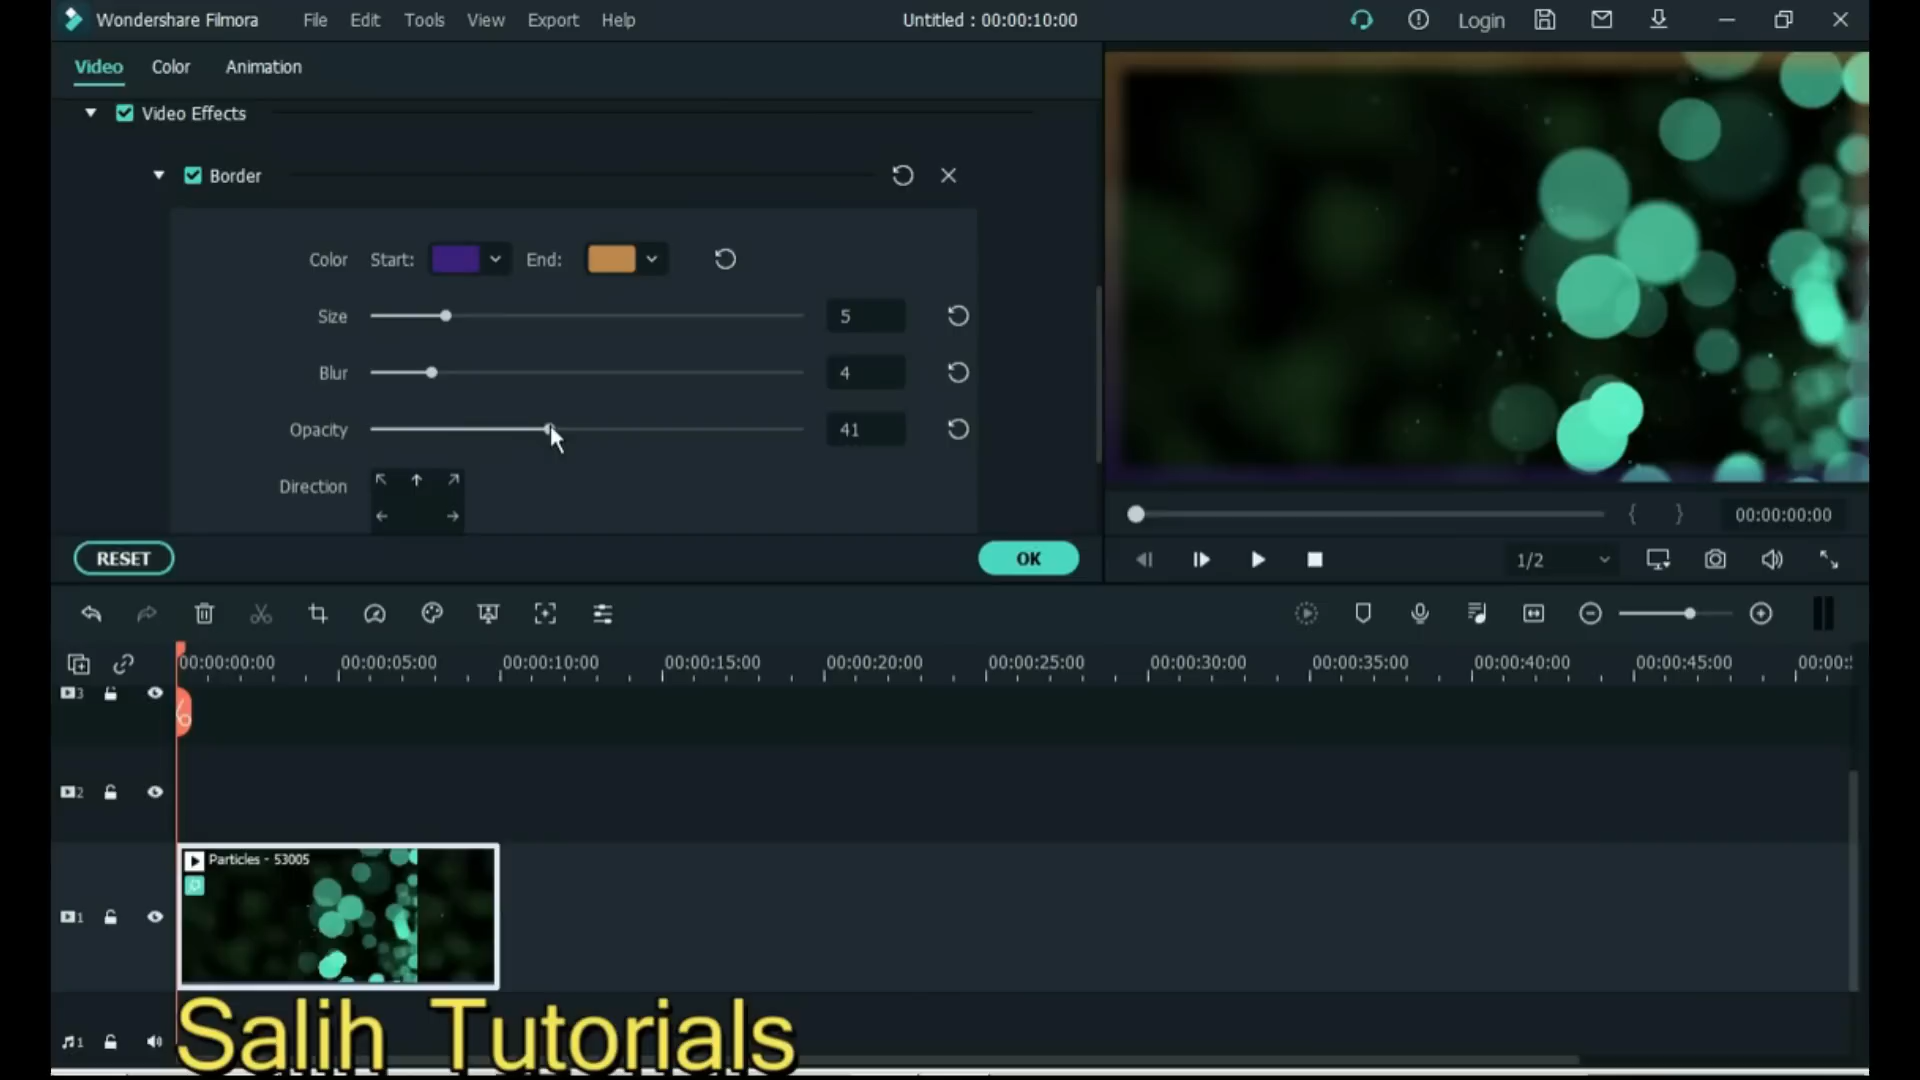 Wondershare Filmora File Edit Tools View Export Help Untitled : 00:00:10:00 Login
Video Color Animation
Video Effects
Border
Color Start: End:
Size 5
Blur 4
Opacity 41
Direction
00:00:00:00
RESET OK
1/2
00:00:00:00 00:00:05:00 00:00:10:00 00:00:15:00 00:00:20:00 00:00:25:00 00:00:30:00 00:00:35:00 00:00:40:00 00:00:45:00
3
2
Particles - 53005
1
Salih Tutorials
1